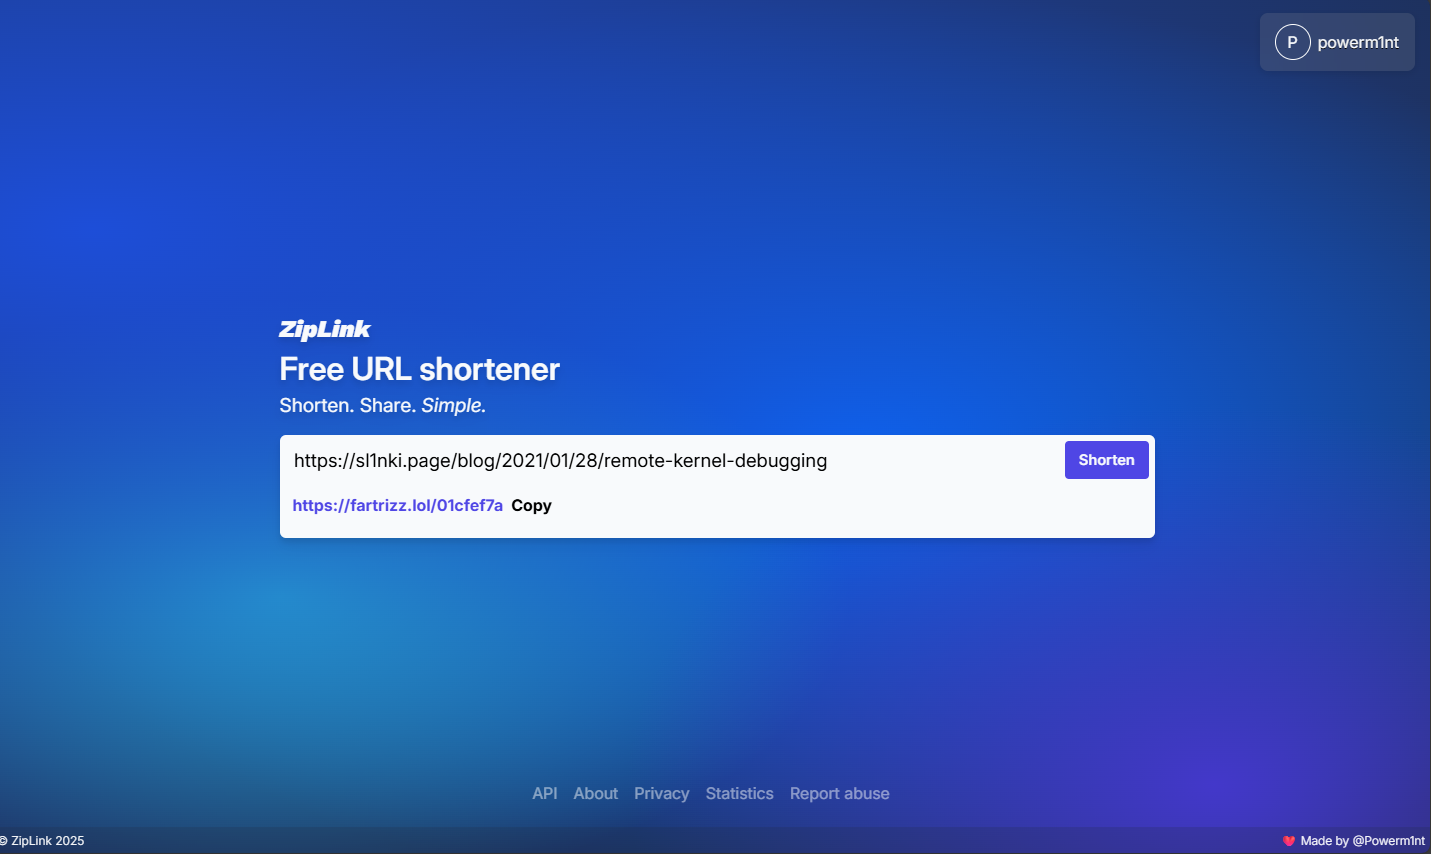 P powerm1nt
ZipLink
Free URL shortener
Shorten. Share. Simple.
https://sl1nki.page/blog/2021/01/28/remote-kernel-debugging Shorten
https://fartrizz.lol/01cfef7a Copy
API About Privacy Statistics Report abuse
© ZipLink 2025 ❤️ Made by @Powerm1nt